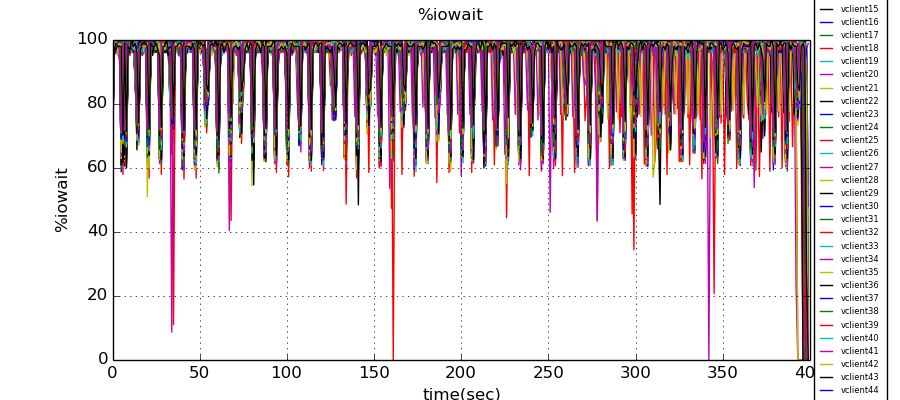 %iowait
100
80
60
40
20
0
%iowait
0 50 100 150 200 250 300 350 40
time(sec)
vclient15
vclient16
vclient17
vclient18
vclient19
vclient20
vclient21
vclient22
vclient23
vclient24
vclient25
vclient26
vclient27
vclient28
vclient29
vclient30
vclient31
vclient32
vclient33
vclient34
vclient35
vclient36
vclient37
vclient38
vclient39
vclient40
vclient41
vclient42
vclient43
vclient44